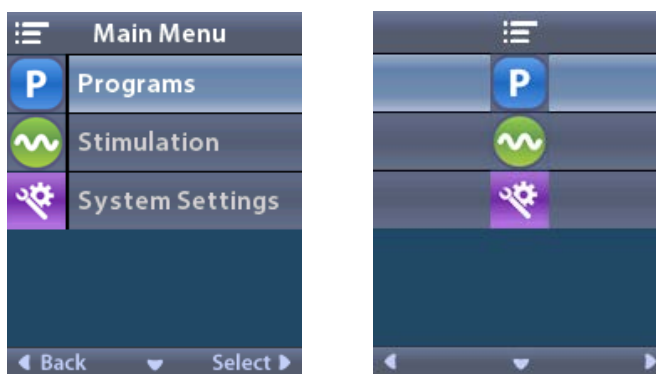 Main Menu
P Programs
Stimulation
System Settings
Back Select
P